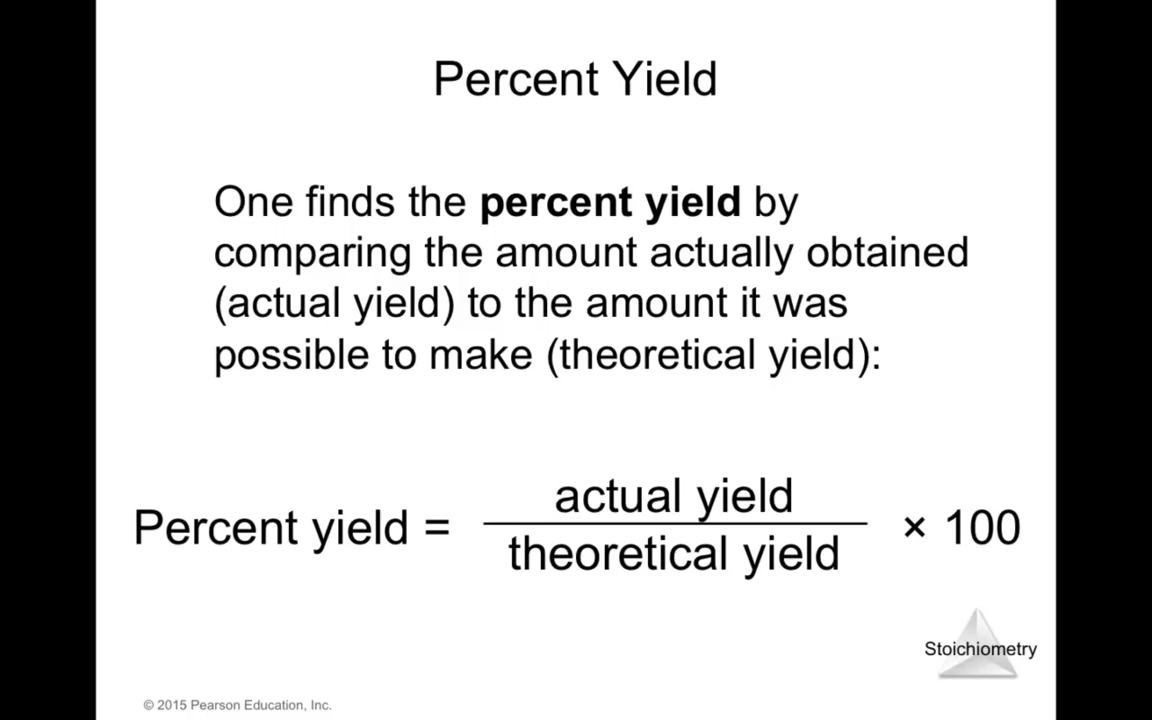 Percent Yield
One finds the percent yield by
comparing the amount actually obtained
(actual yield) to the amount it was
possible to make (theoretical yield):
actual yield
Percent yield = × 100
theoretical yield
Stoichiometry
© 2015 Pearson Education, Inc.